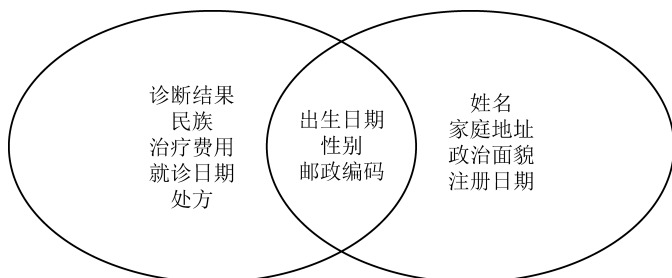 诊断结果
民族
治疗费用
就诊日期
处方
出生日期
性别
邮政编码
姓名
家庭地址
政治面貌
注册日期